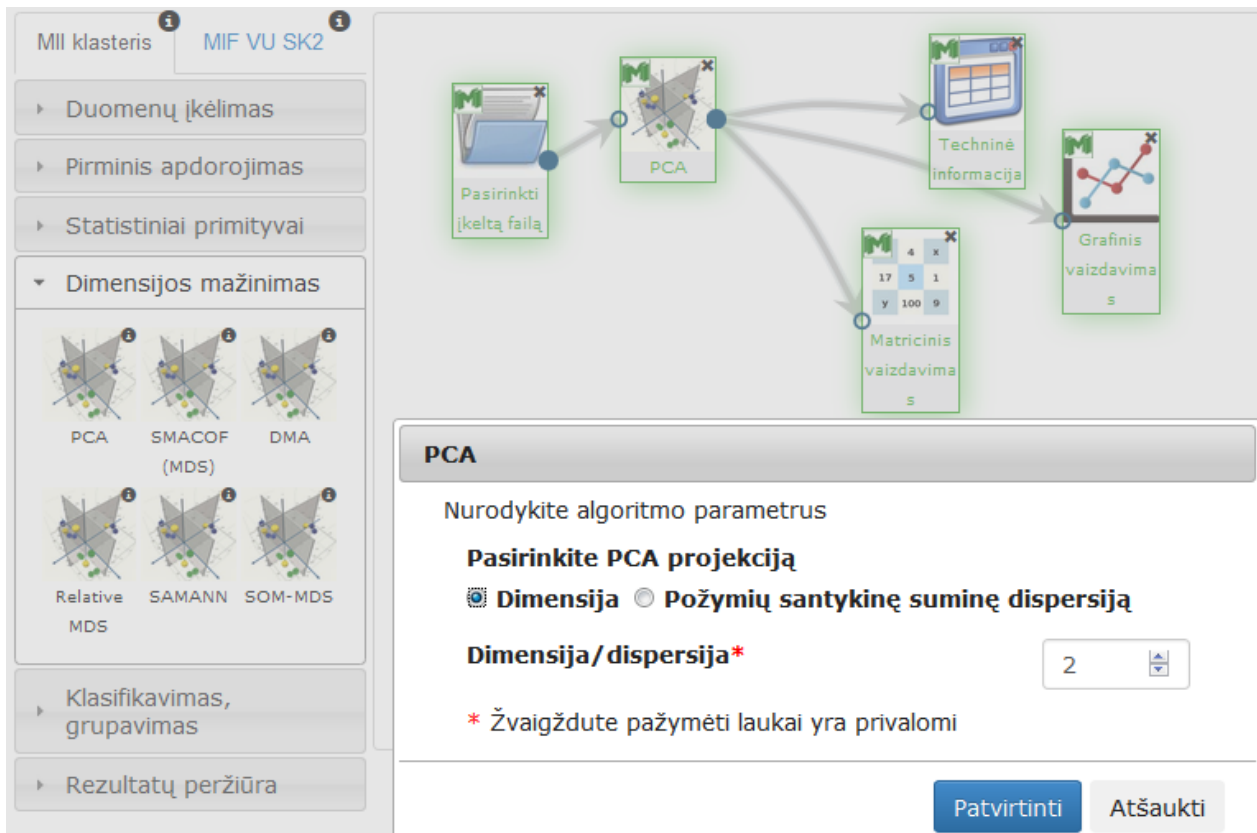 MII klasteris
MIF VU SK2
Duomenų įkėlimas
Pirminis apdorojimas
Statistiniai primityvai
Dimensijos mažinimas
PCA
SMACOF
(MDS)
DMA
Relative
MDS
SAMANN
SOM-MDS
Klasifikavimas,
grupavimas
Rezultatų peržiūra
Pasirinkti
įkeltą failą
PCA
Techninė
informacija
Grafinis
vaizdavima
s
4 x
17 5 1
y 100 9
Matricinis
vaizdavima
s
PCA
Nurodykite algoritmo parametrus
Pasirinkite PCA projekciją
Dimensija Požymių santykinę suminę dispersiją
Dimensija/dispersija* 2
* Žvaigždute pažymėti laukai yra privalomi
Patvirtinti Atšaukti